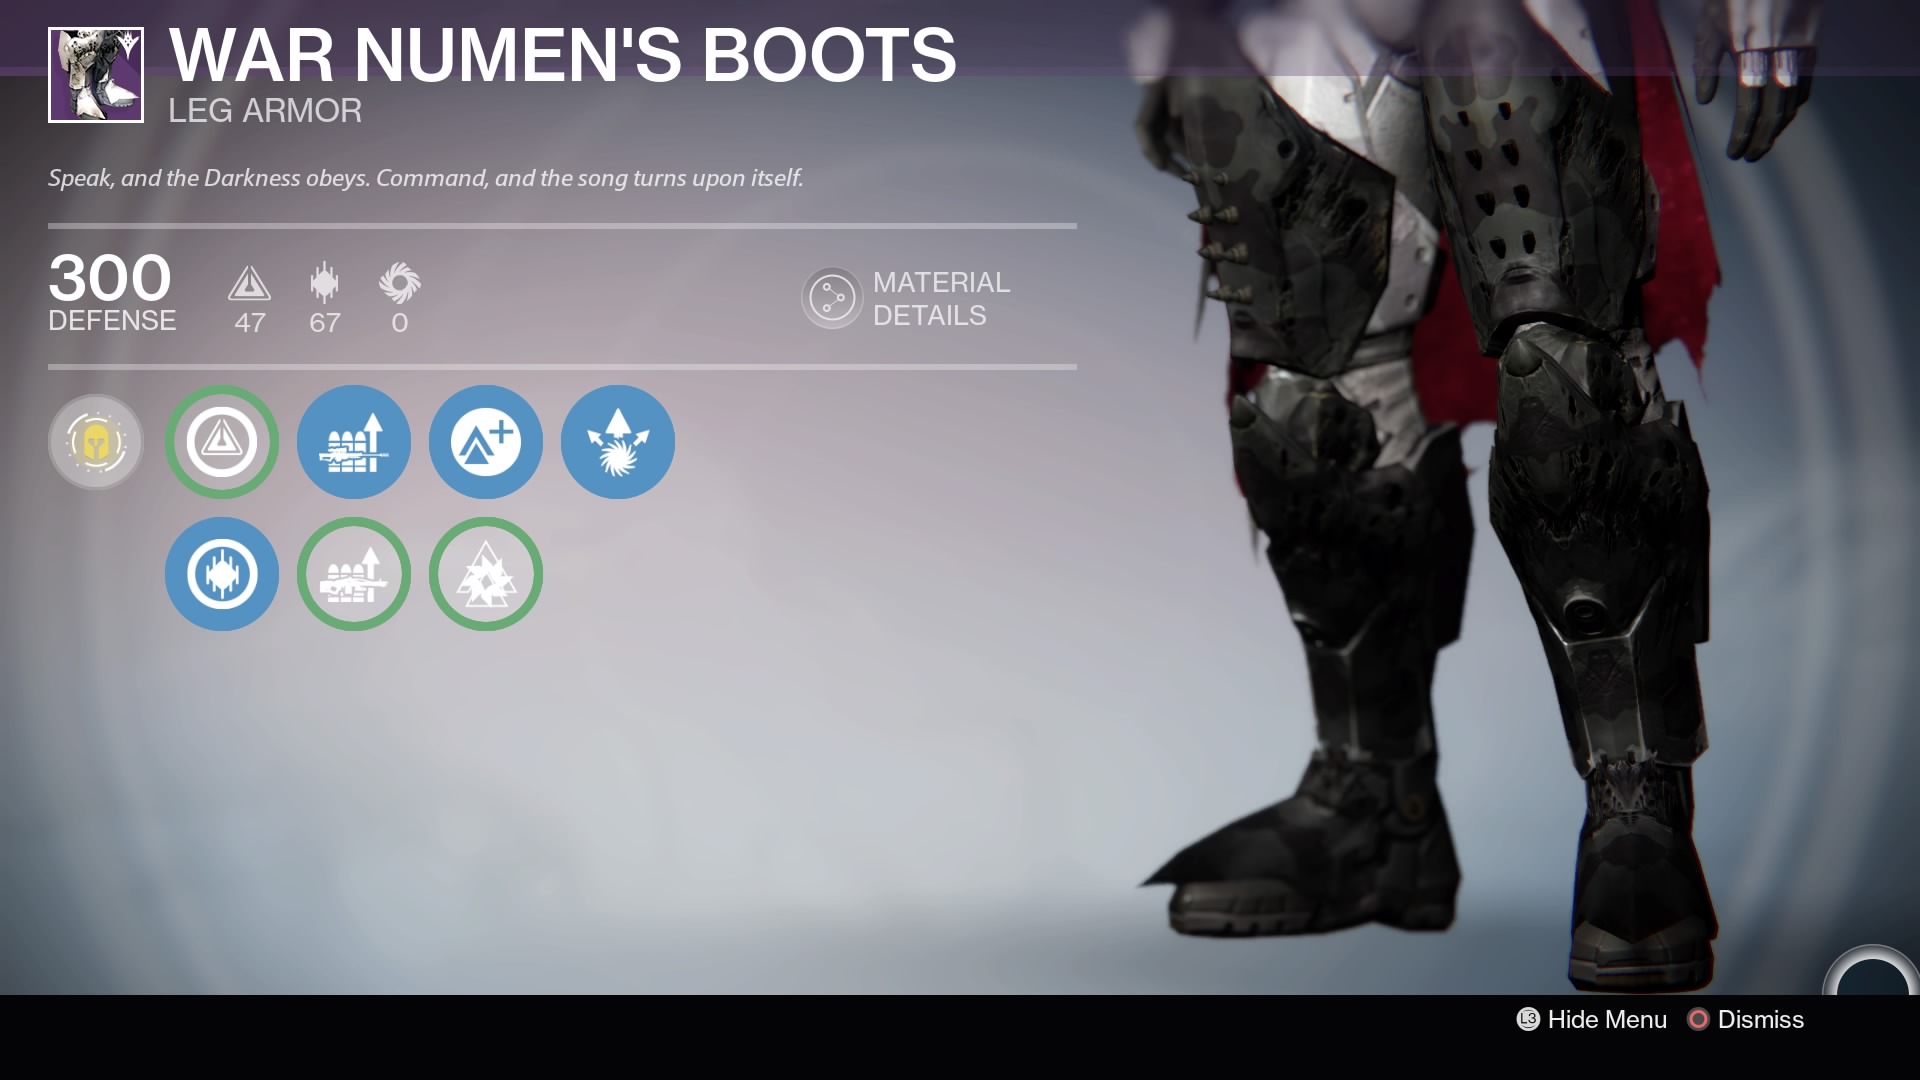 WAR NUMEN'S BOOTS
LEG ARMOR
Speak, and the Darkness obeys. Command, and the song turns upon itself.
300
DEFENSE
47
67
0
MATERIAL
DETAILS
L3 Hide Menu
Dismiss